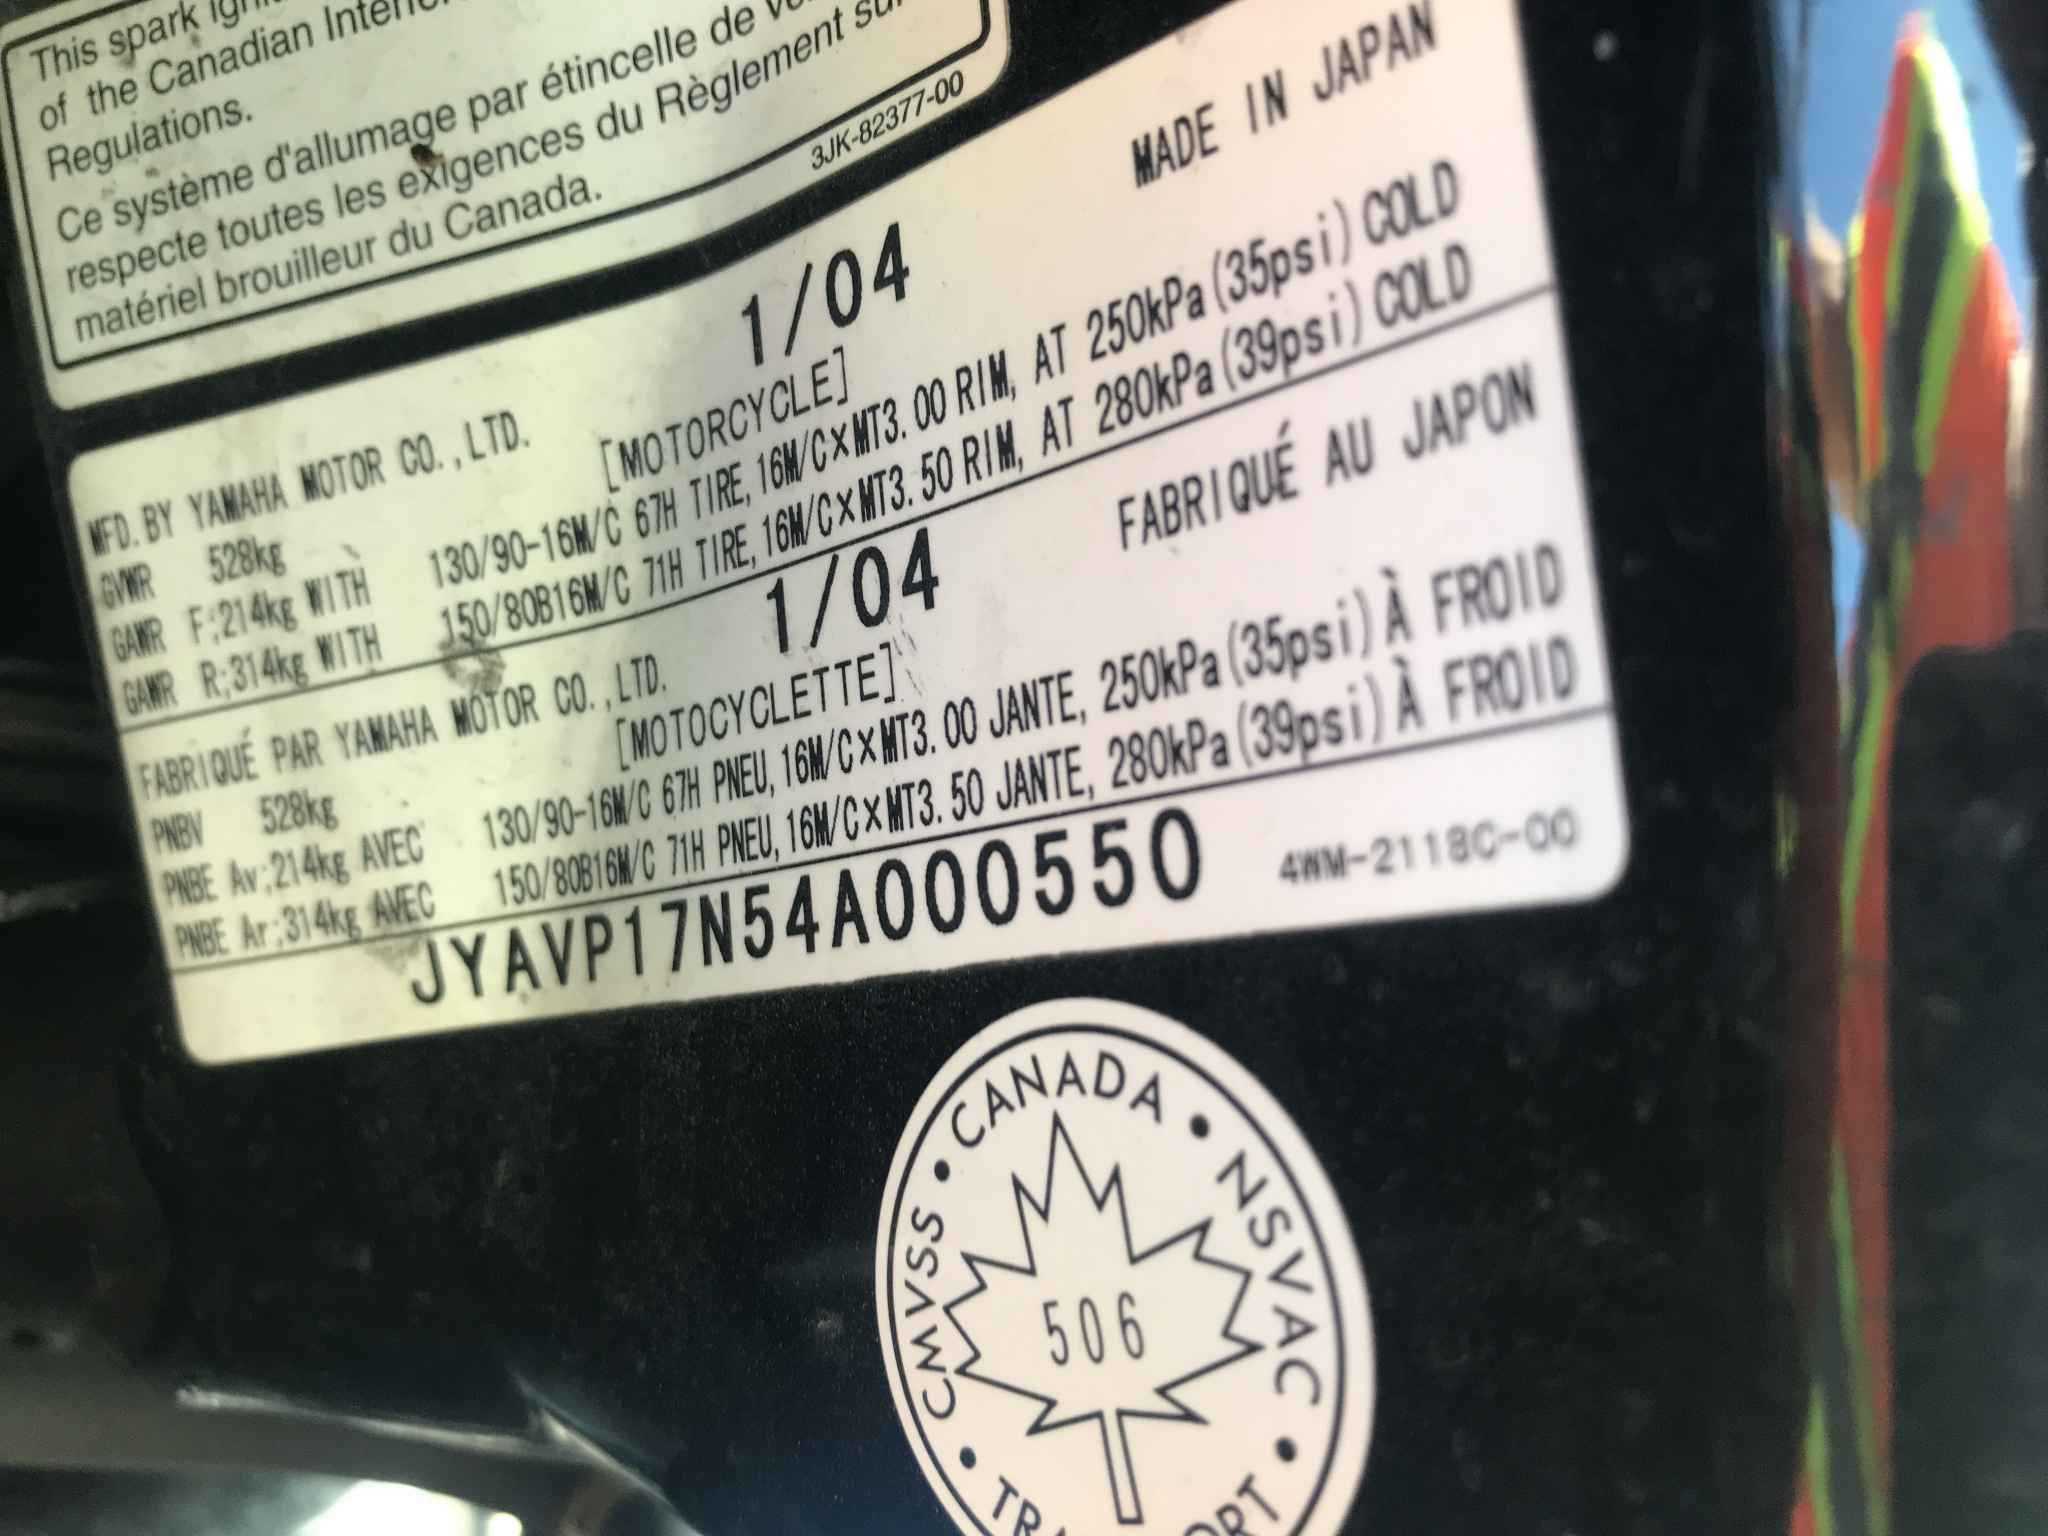 This spark
of the Canadian
Regulations.
Ce système d'allumage par étincelle de
respecte toutes les exigences du Règlement sur
matériel brouilleur du Canada.
3JK-82377-00
MFD. BY YAMAHA MOTOR CO., LTD. 1/04 MADE IN JAPAN
GVWR 528kg [MOTORCYCLE]
GAWR F;214kg WITH 130/90-16M/C 67H TIRE, 16M/C×MT3.00 RIM, AT 250kPa(35psi) COLD
GAWR R;314kg WITH 150/80B16M/C 71H TIRE, 16M/C×MT3.50 RIM, AT 280kPa(39psi) COLD
FABRIQUÉ PAR YAMAHA MOTOR CO., LTD. 1/04 FABRIQUÉ AU JAPON
PNBV 528kg [MOTOCYCLETTE]
PNBE Av;214kg AVEC 130/90-16M/C 67H PNEU, 16M/C×MT3.00 JANTE, 250kPa(35psi) À FROID
PNBE Ar;314kg AVEC 150/80B16M/C 71H PNEU, 16M/C×MT3.50 JANTE, 280kPa(39psi) À FROID
JYAVP17N54A000550 4WM-2118C-00
CMVSS • CANADA • NSVAC •
506